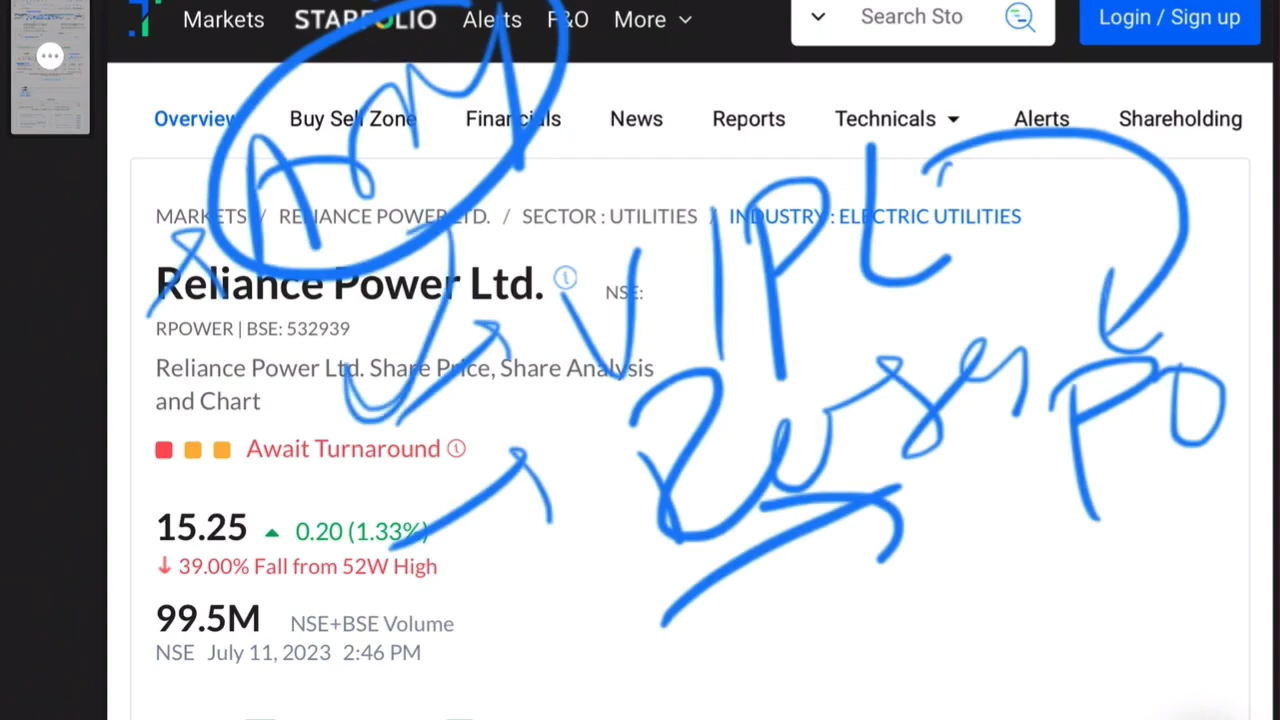 Markets STARFOLIO Alerts F&O More Search Sto Login / Sign up
Overview Buy Sell Zone Financials News Reports Technicals Alerts Shareholding
MARKETS / RELIANCE POWER LTD. / SECTOR : UTILITIES / INDUSTRY : ELECTRIC UTILITIES
Reliance Power Ltd. NSE:
VIPL
RPOWER | BSE: 532939
Reliance Power Ltd. Share Price, Share Analysis
and Chart
Await Turnaround
15.25 0.20 (1.33%)
39.00% Fall from 52W High
99.5M NSE+BSE Volume
NSE July 11, 2023 2:46 PM